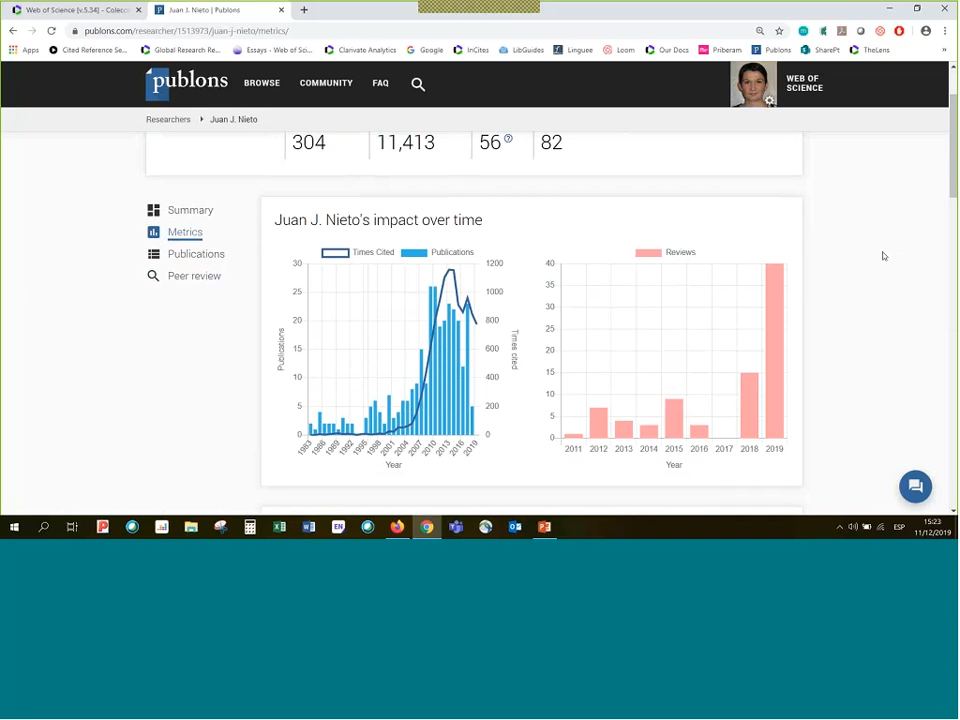 Web of Science [v.5.34] - Colecc
Juan J. Nieto | Publons
publons.com/researcher/1513973/juan-j-nieto/metrics/
Apps Cited Reference Se... Global Research Re... Essays - Web of Sci... Clarivate Analytics Google InCites LibGuides Linguee Loom Our Docs Priberam Publons SharePt TheLens »
publons BROWSE COMMUNITY FAQ
WEB OF
SCIENCE
Researchers Juan J. Nieto
304 11,413 56 82
Summary
Metrics
Publications
Peer review
Juan J. Nieto's impact over time
Times Cited Publications
30 25 20 15 10 5 0
Publications
1200 1000 800 600 400 200 0
Times cited
1983 1986 1989 1992 1995 1998 2001 2004 2007 2010 2013 2016 2019
Year
Reviews
40 35 30 25 20 15 10 5 0
2011 2012 2013 2014 2015 2016 2017 2018 2019
Year
EN
ESP
15:23
11/12/2019